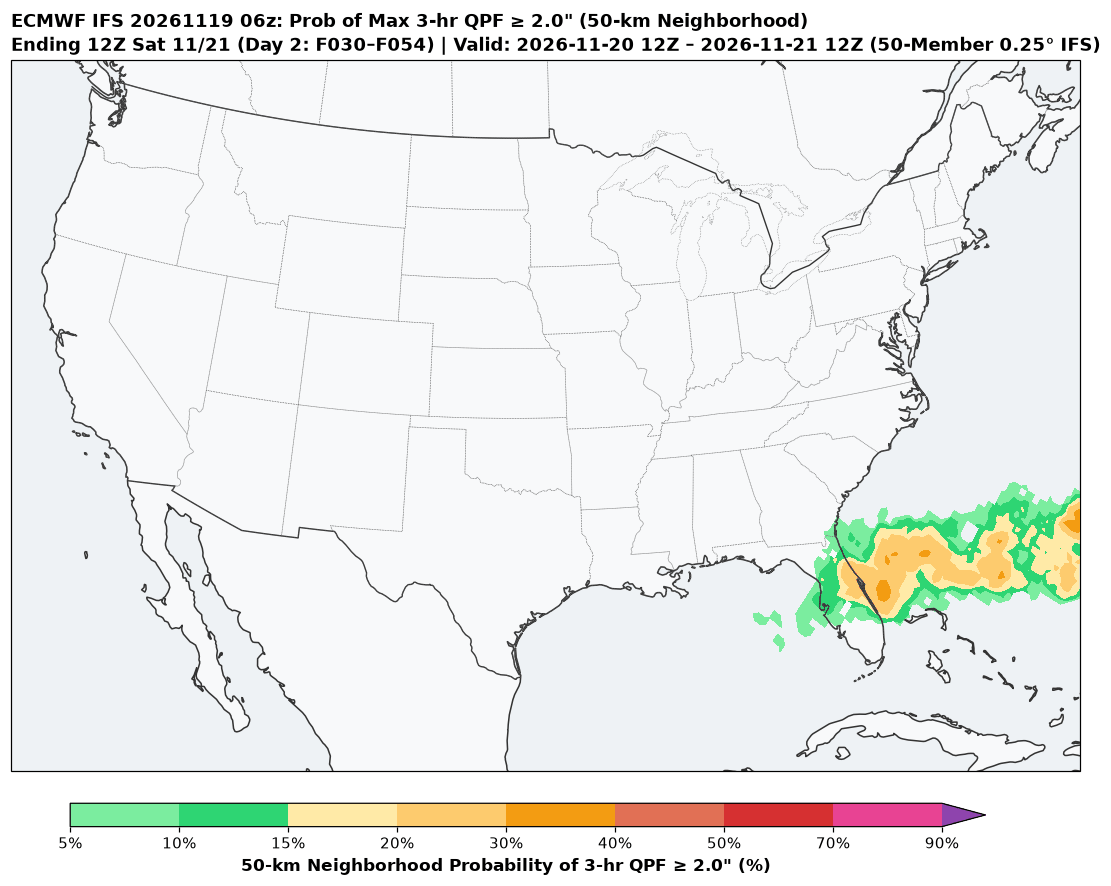 ECMWF IFS 20261119 06z: Prob of Max 3-hr QPF ≥ 2.0" (50-km Neighborhood)
Ending 12Z Sat 11/21 (Day 2: F030–F054) | Valid: 2026-11-20 12Z – 2026-11-21 12Z (50-Member 0.25° IFS)
5% 10% 15% 20% 30% 40% 50% 70% 90%
50-km Neighborhood Probability of 3-hr QPF ≥ 2.0" (%)